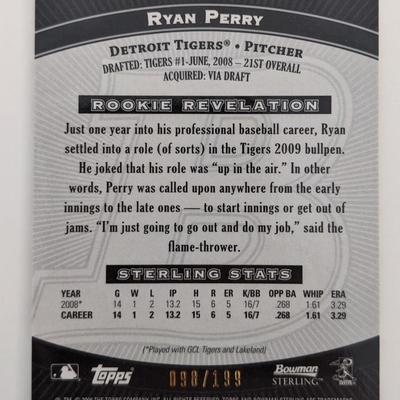 RYAN PERRY
DETROIT TIGERS® • PITCHER
DRAFTED: TIGERS #1-JUNE, 2008 – 21ST OVERALL
ACQUIRED: VIA DRAFT
ROOKIE REVELATION
Just one year into his professional baseball career, Ryan
settled into a role (of sorts) in the Tigers 2009 bullpen.
He joked that his role was “up in the air.” In other
words, Perry was called upon anywhere from the early
innings to the late ones — to start innings or get out of
jams. “I’m just going to go out and do my job,” said the
flame-thrower.
STERLING STATS
YEAR G W L IP H R ER K/BB OPP BA WHIP ERA
2008* 14 1 2 13.2 15 6 5 16/7 .268 1.61 3.29
CAREER 14 1 2 13.2 15 6 5 16/7 .268 1.61 3.29
(*Played with GCL Tigers and Lakeland)
Topps 098/199 Bowman
STERLING™